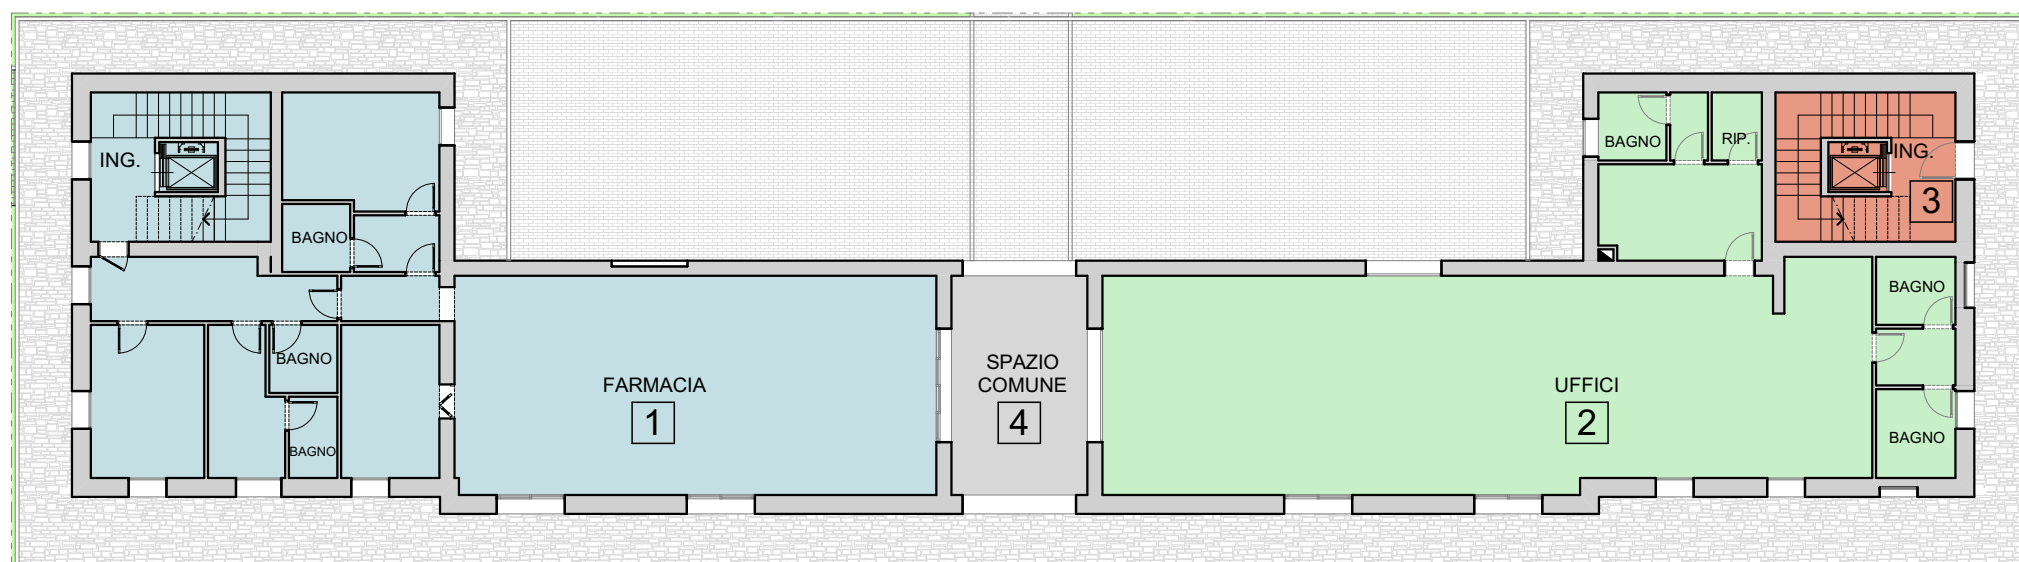 ING.
BAGNO
BAGNO
BAGNO
FARMACIA
1
SPAZIO
COMUNE
4
BAGNO
RIP.
ING.
3
UFFICI
2
BAGNO
BAGNO